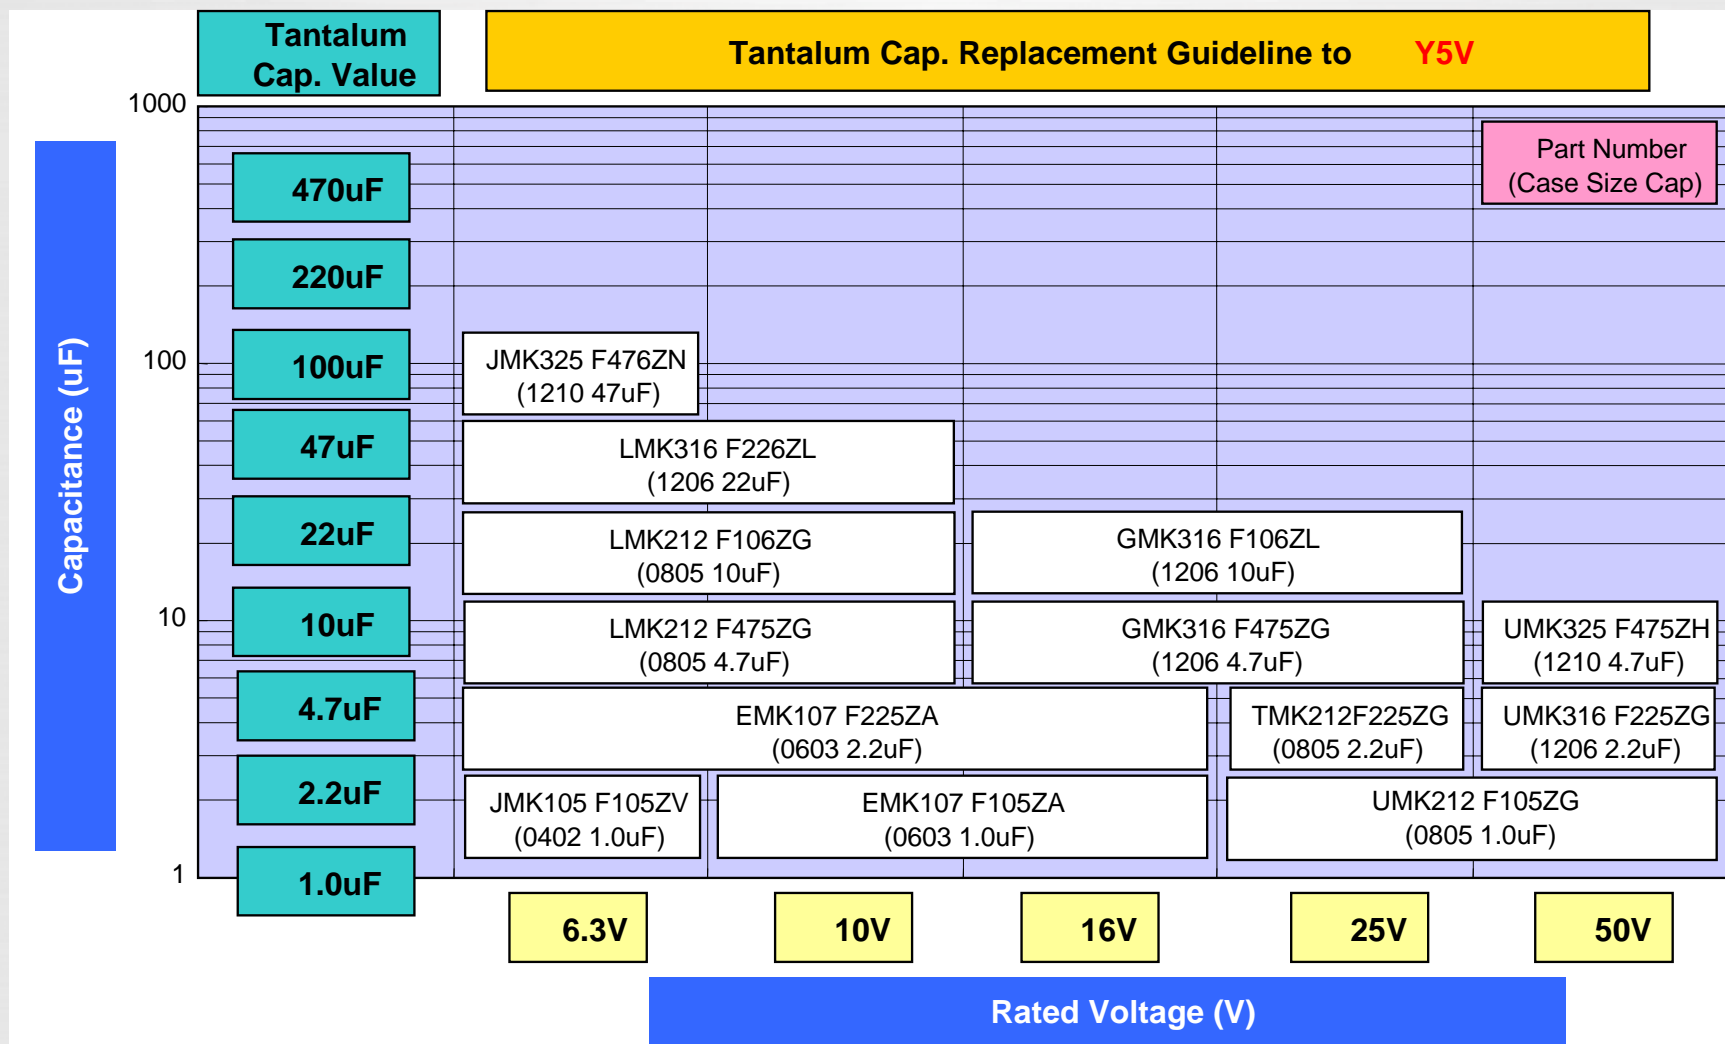 Tantalum
Cap. Value
Tantalum Cap. Replacement Guideline to Y5V
Capacitance (uF)
1000
100
10
1
470uF
220uF
100uF
47uF
22uF
10uF
4.7uF
2.2uF
1.0uF
Part Number
(Case Size Cap)
JMK325 F476ZN
(1210 47uF)
LMK316 F226ZL
(1206 22uF)
LMK212 F106ZG
(0805 10uF)
GMK316 F106ZL
(1206 10uF)
LMK212 F475ZG
(0805 4.7uF)
GMK316 F475ZG
(1206 4.7uF)
UMK325 F475ZH
(1210 4.7uF)
EMK107 F225ZA
(0603 2.2uF)
TMK212F225ZG
(0805 2.2uF)
UMK316 F225ZG
(1206 2.2uF)
JMK105 F105ZV
(0402 1.0uF)
EMK107 F105ZA
(0603 1.0uF)
UMK212 F105ZG
(0805 1.0uF)
6.3V
10V
16V
25V
50V
Rated Voltage (V)